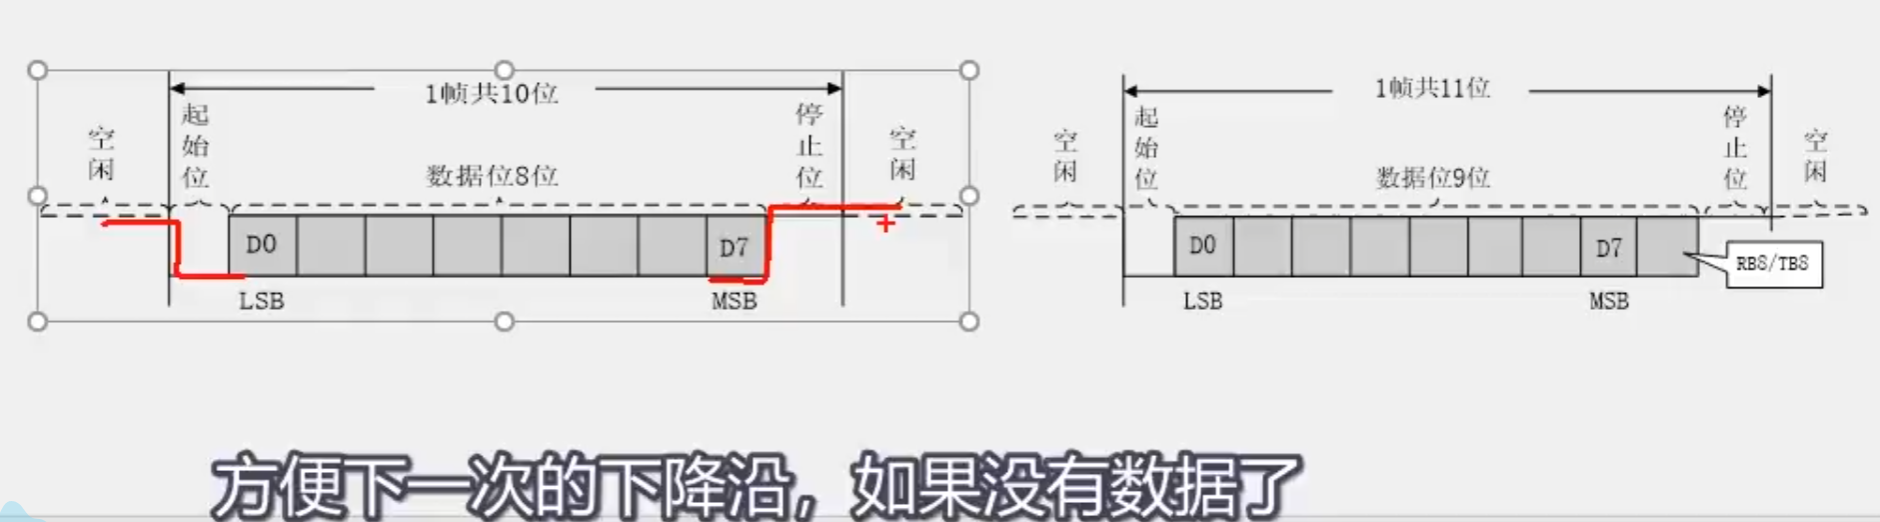 1帧共10位
空闲
起始位
数据位8位
停止位
空闲
D0
D7
LSB
MSB
1帧共11位
空闲
起始位
数据位9位
停止位
空闲
D0
D7
RB8/TB8
LSB
MSB
方便下一次的下降沿，如果没有数据了